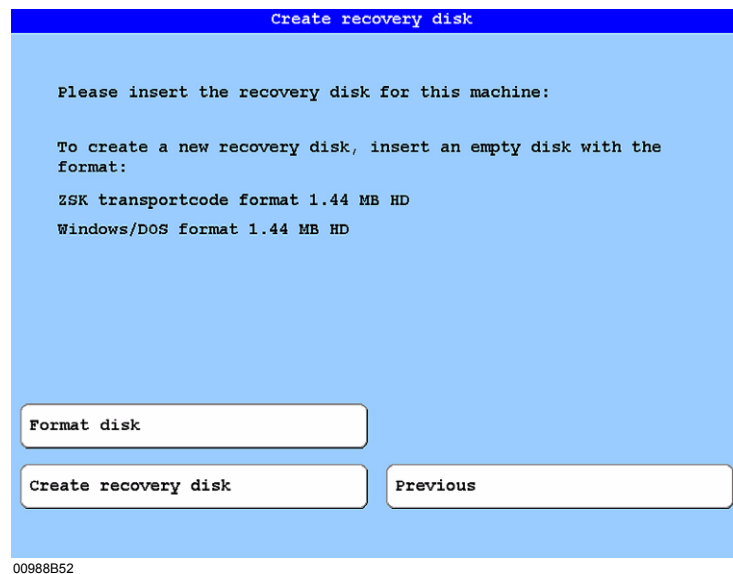 Create recovery disk
Please insert the recovery disk for this machine:
To create a new recovery disk, insert an empty disk with the
format:
ZSK transportcode format 1.44 MB HD
Windows/DOS format 1.44 MB HD
Format disk
Create recovery disk
Previous
00988B52